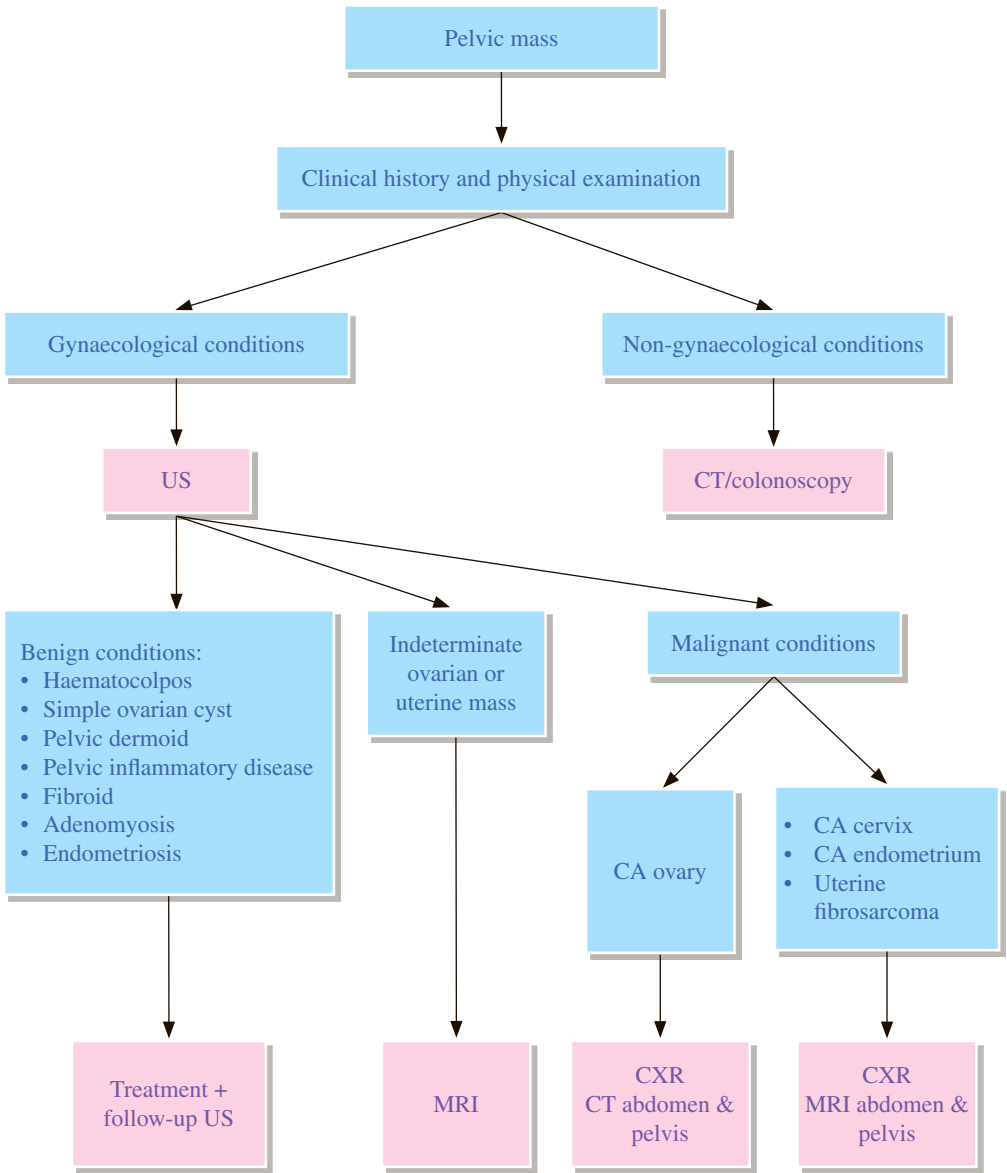 Pelvic mass
Clinical history and physical examination
Gynaecological conditions
Non-gynaecological conditions
US
CT/colonoscopy
Benign conditions:
• Haematocolpos
• Simple ovarian cyst
• Pelvic dermoid
• Pelvic inflammatory disease
• Fibroid
• Adenomyosis
• Endometriosis
Indeterminate
ovarian or
uterine mass
Malignant conditions
CA ovary
• CA cervix
• CA endometrium
• Uterine
fibrosarcoma
Treatment +
follow-up US
MRI
CXR
CT abdomen &
pelvis
CXR
MRI abdomen &
pelvis